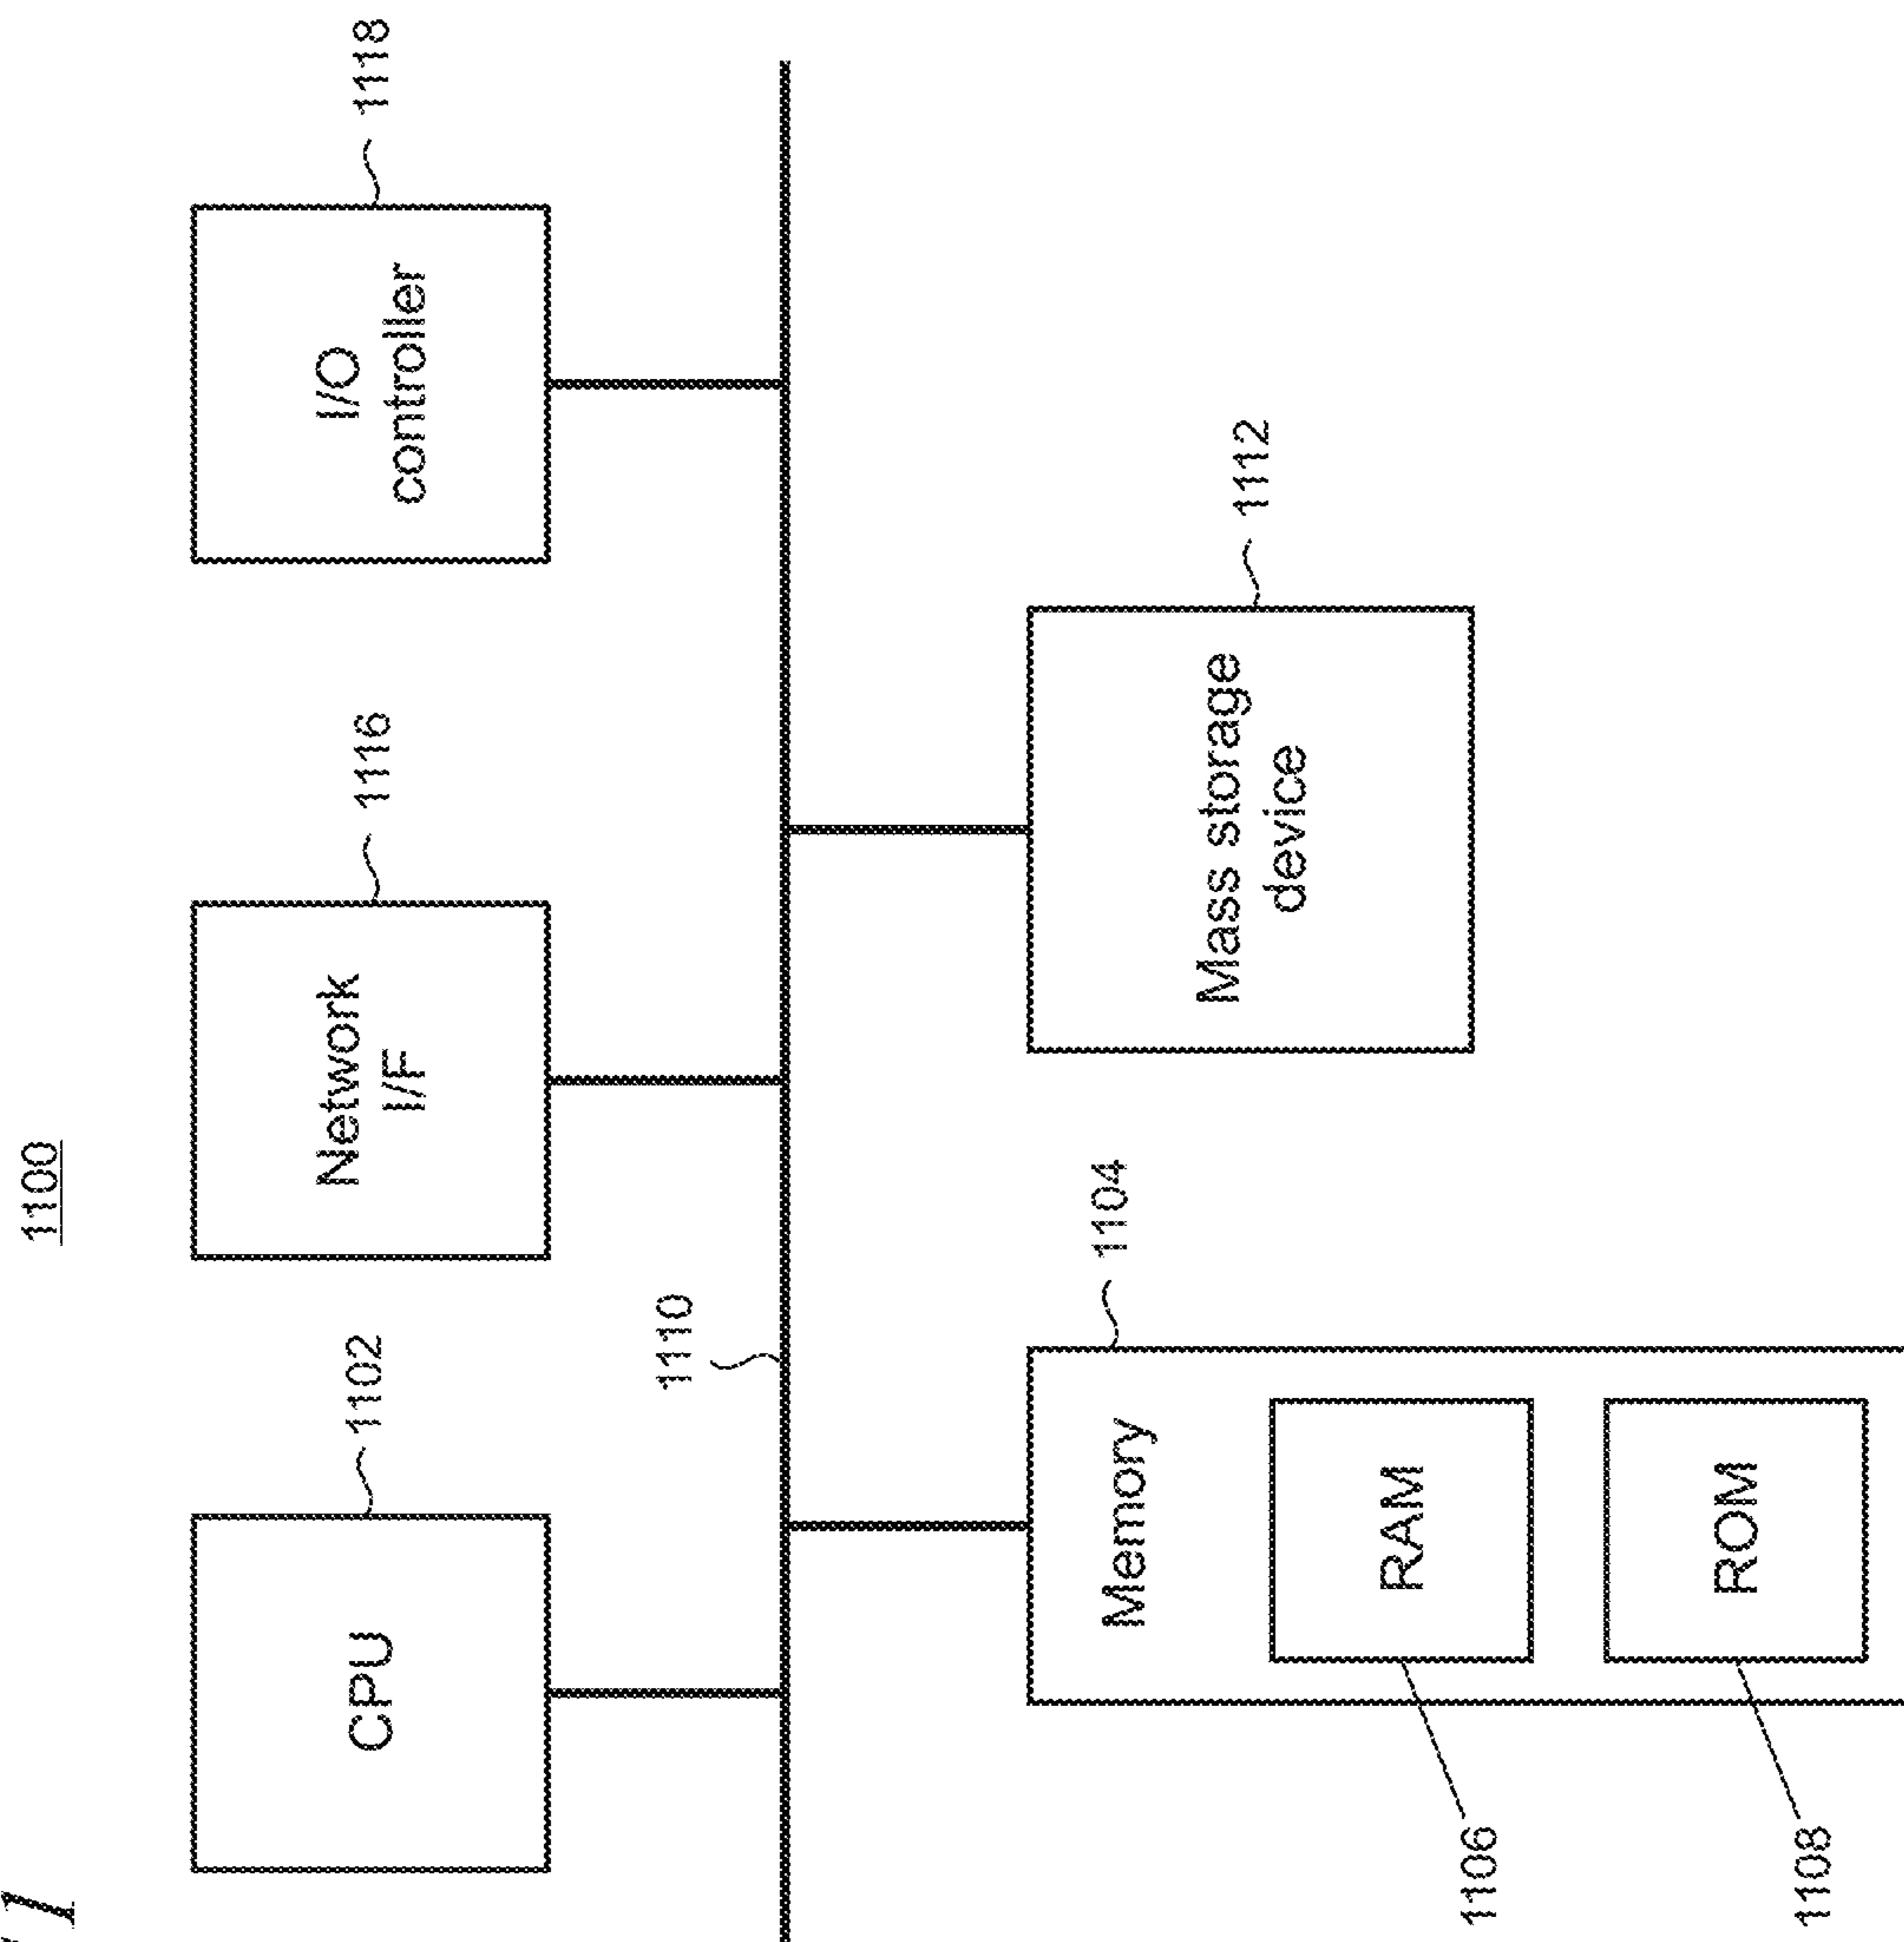 1100
CPU
1102
Network
I/F
1116
I/O
controller
1118
1110
Memory
1104
RAM
1106
ROM
1108
Mass storage
device
1112